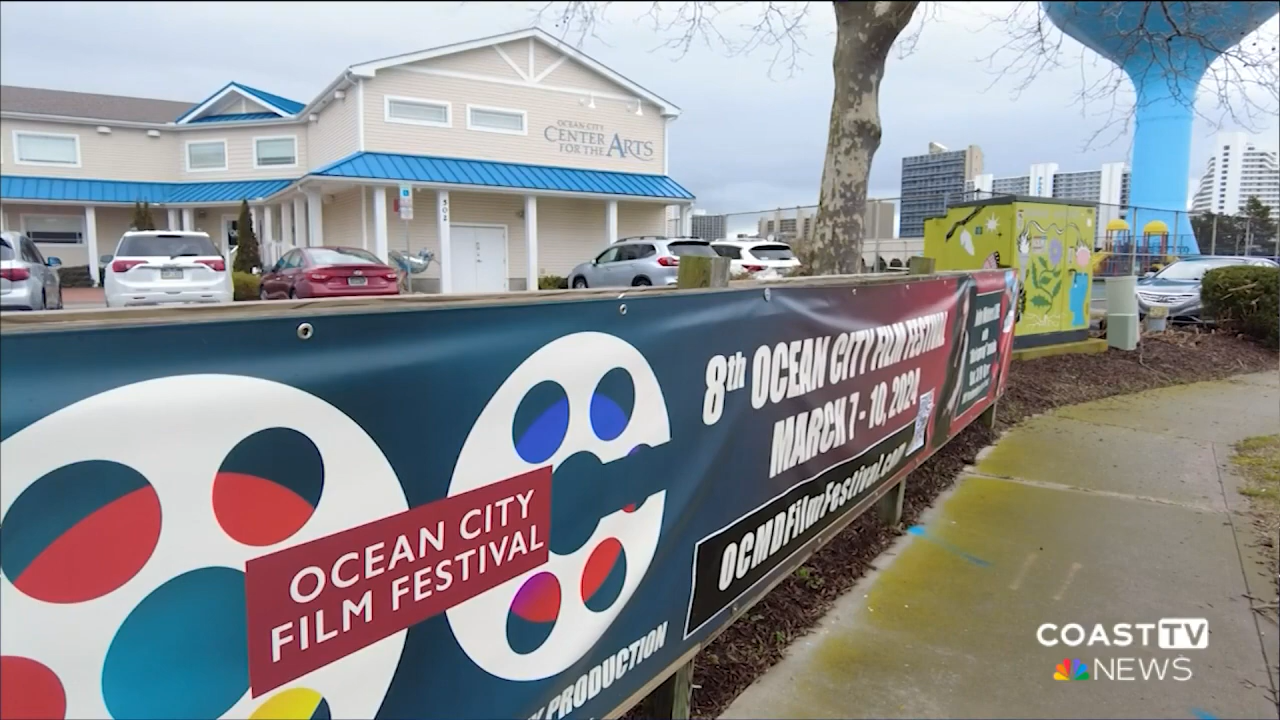 OCEAN CITY
CENTER
FOR THE ARTS
502
8th OCEAN CITY FILM FESTIVAL
MARCH 7 - 10, 2024
OCMDFilmFestival.com
OCEAN CITY
FILM FESTIVAL
PRODUCTION
COAST TV
NEWS